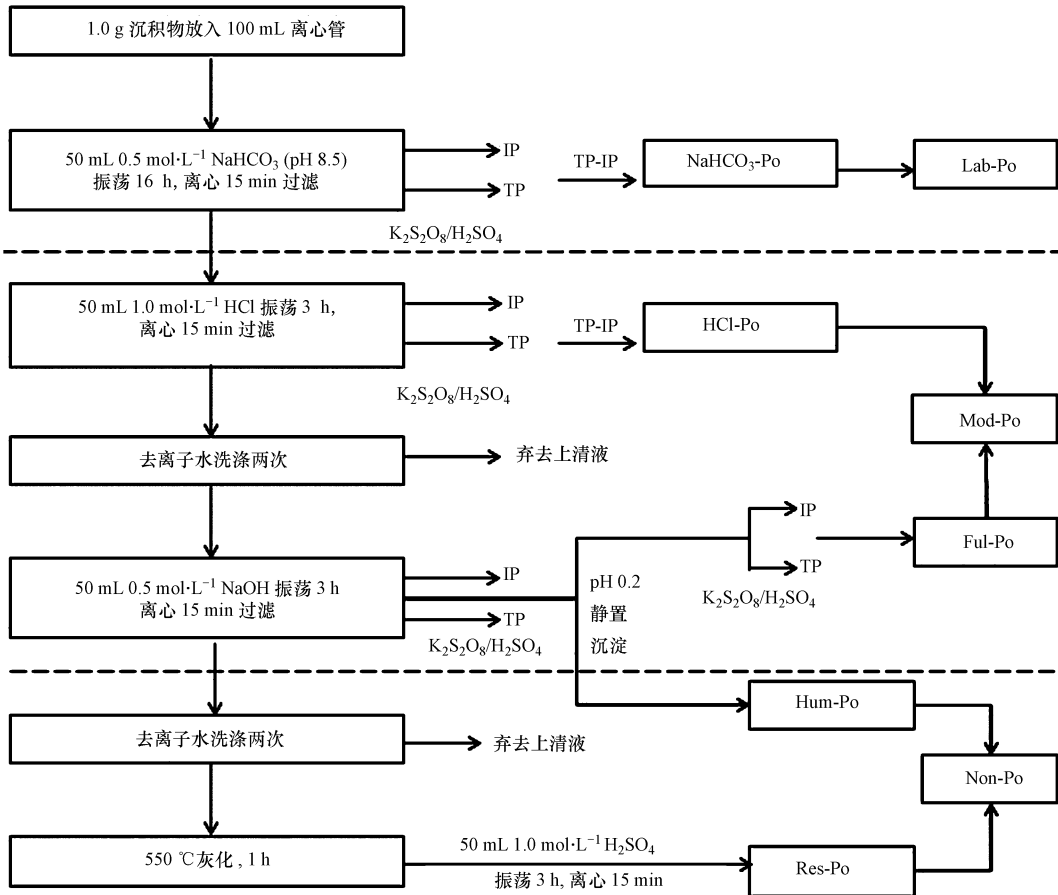 1.0 g 沉积物放入 100 mL 离心管
50 mL 0.5 mol·L⁻¹ NaHCO₃ (pH 8.5)
振荡 16 h, 离心 15 min 过滤
IP
TP
K₂S₂O₈/H₂SO₄
TP-IP
NaHCO₃-Po
Lab-Po
50 mL 1.0 mol·L⁻¹ HCl 振荡 3 h,
离心 15 min 过滤
IP
TP
K₂S₂O₈/H₂SO₄
TP-IP
HCl-Po
Mod-Po
去离子水洗涤两次
弃去上清液
50 mL 0.5 mol·L⁻¹ NaOH 振荡 3 h
离心 15 min 过滤
IP
TP
K₂S₂O₈/H₂SO₄
pH 0.2
静置
沉淀
IP
TP
K₂S₂O₈/H₂SO₄
Ful-Po
去离子水洗涤两次
弃去上清液
Hum-Po
Non-Po
550 ℃灰化 , 1 h
50 mL 1.0 mol·L⁻¹ H₂SO₄
振荡 3 h, 离心 15 min
Res-Po